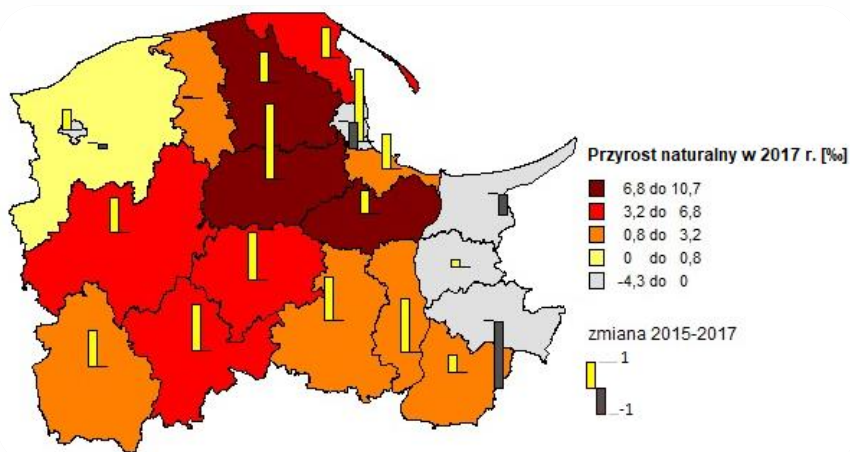 Przyrost naturalny w 2017 r. [‰]
6,8 do 10,7
3,2 do 6,8
0,8 do 3,2
0 do 0,8
-4,3 do 0
zmiana 2015-2017
1
-1